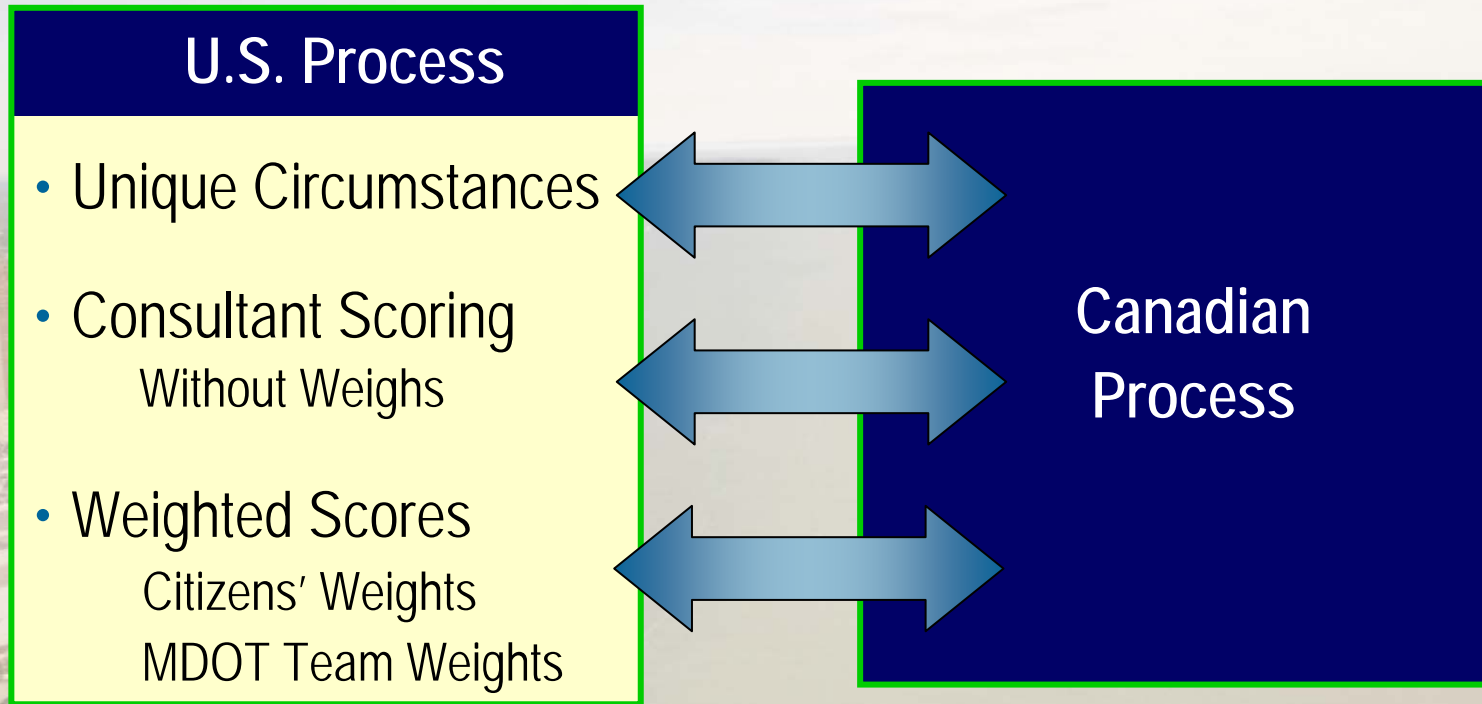 U.S. Process
• Unique Circumstances
• Consultant Scoring
Without Weighs
• Weighted Scores
Citizens’ Weights
MDOT Team Weights
Canadian
Process